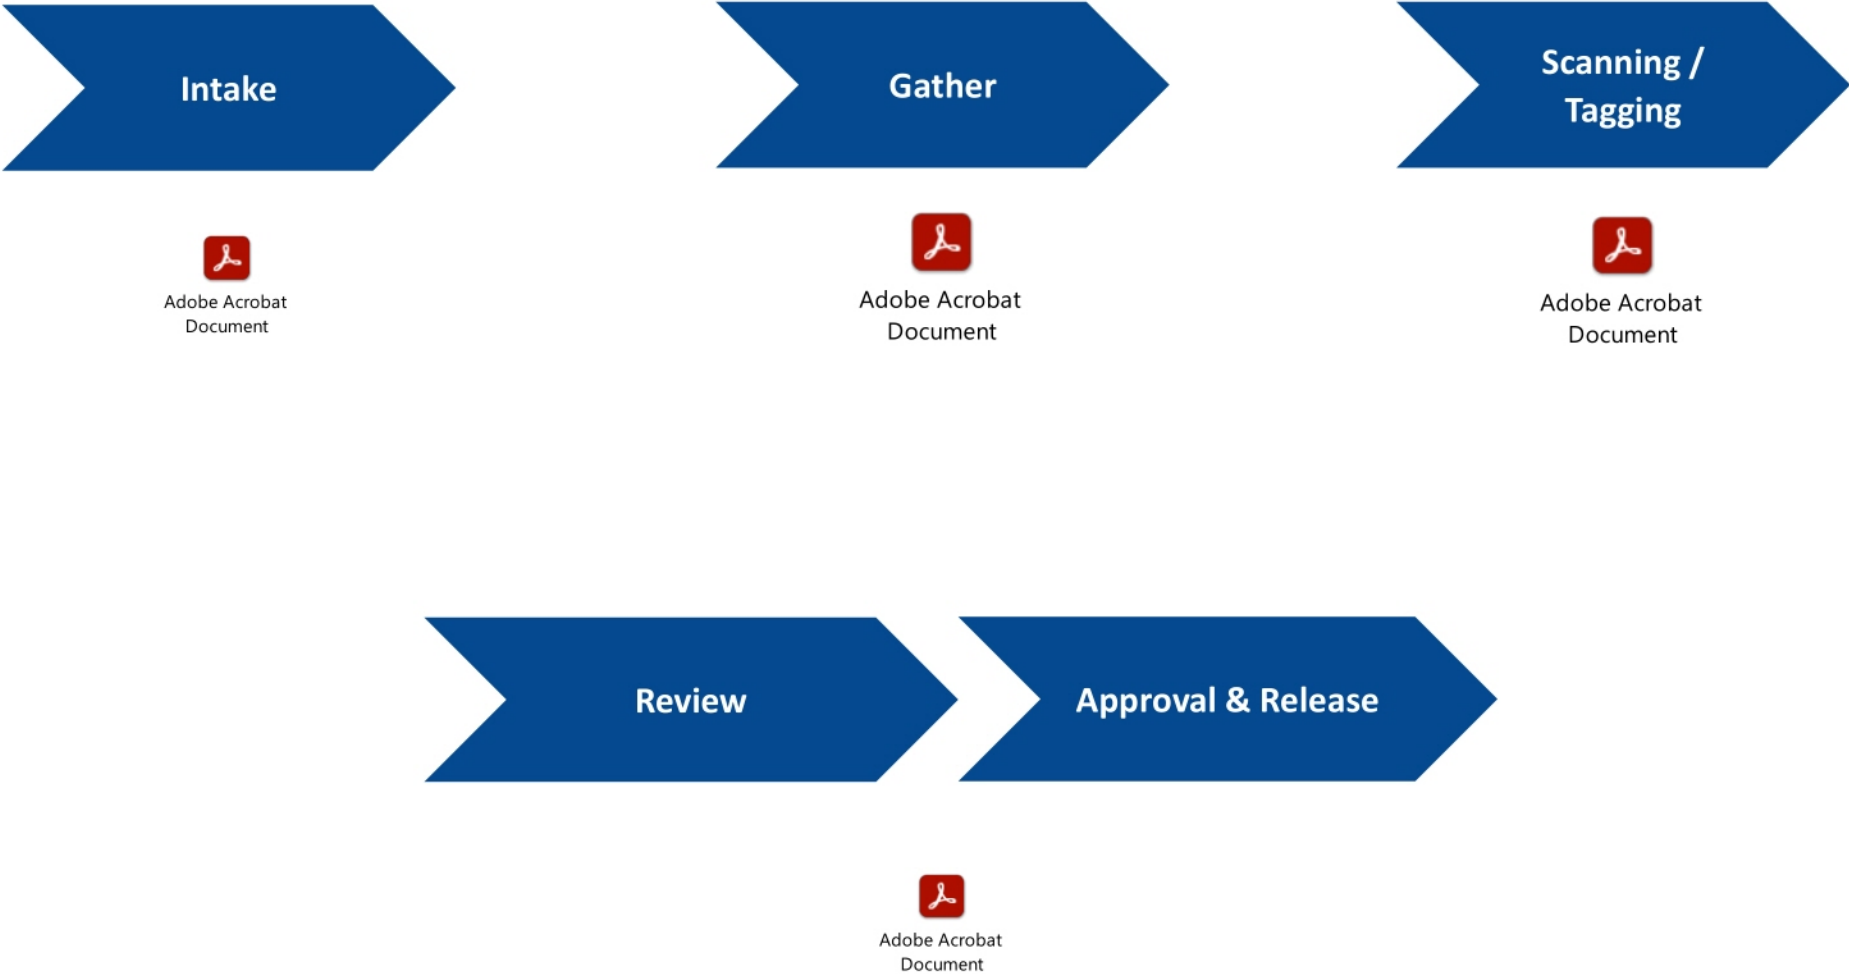 Intake
Gather
Scanning /
Tagging
Adobe Acrobat
Document
Adobe Acrobat
Document
Adobe Acrobat
Document
Review
Approval & Release
Adobe Acrobat
Document